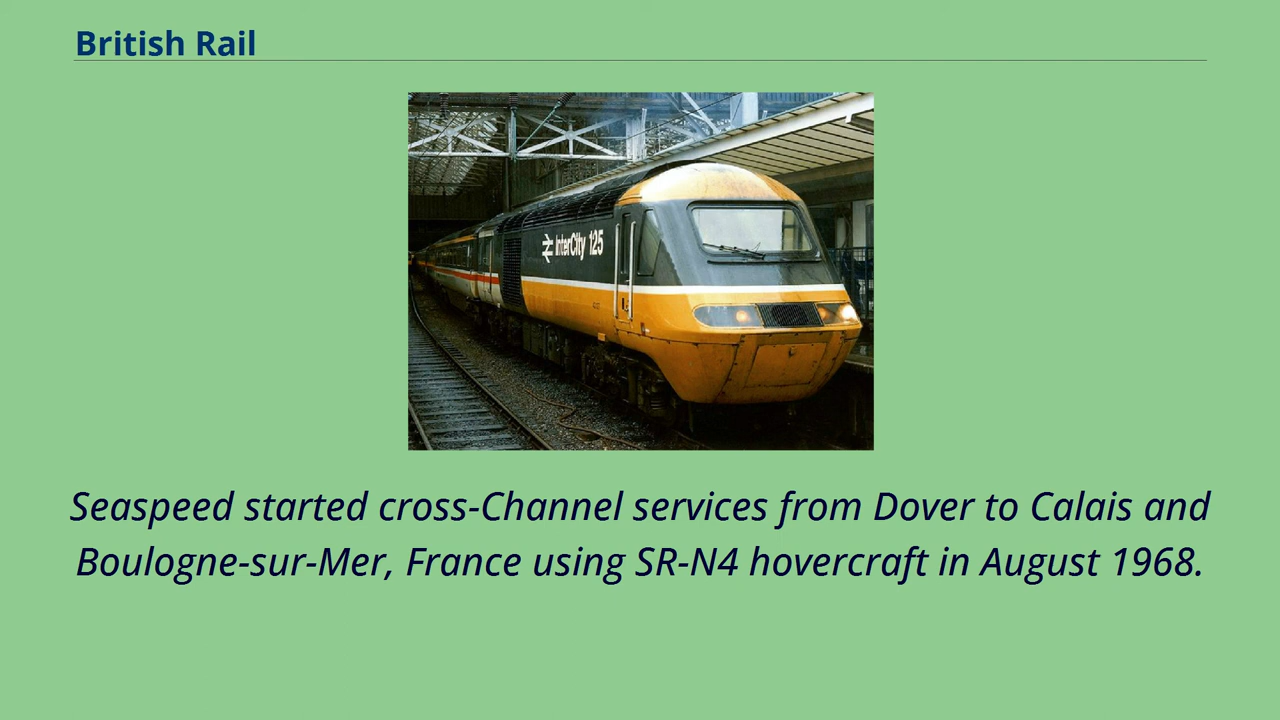 British Rail
InterCity 125
Seaspeed started cross-Channel services from Dover to Calais and
Boulogne-sur-Mer, France using SR-N4 hovercraft in August 1968.